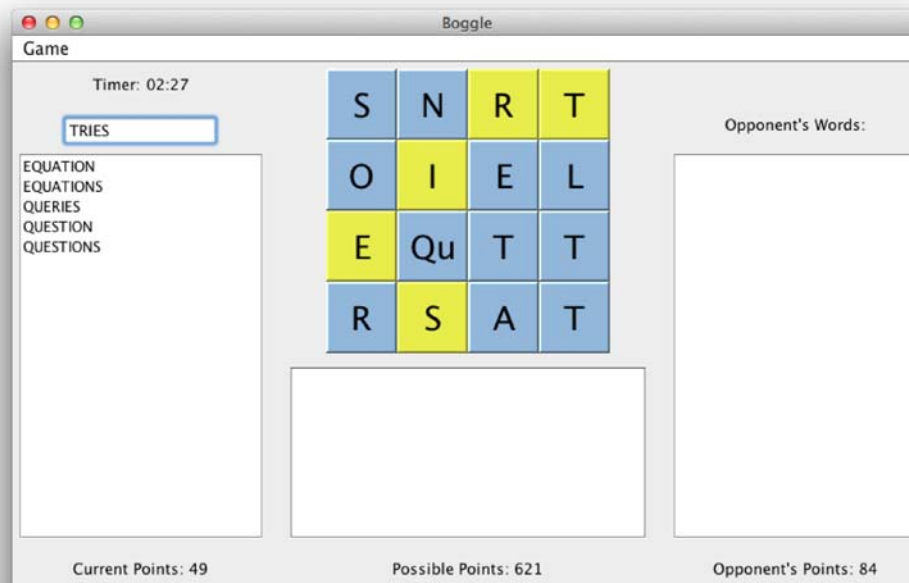 Boggle
Game
Timer: 02:27
TRIES
EQUATION
EQUATIONS
QUERIES
QUESTION
QUESTIONS
S N R T
O I E L
E Qu T T
R S A T
Opponent's Words:
Current Points: 49
Possible Points: 621
Opponent's Points: 84